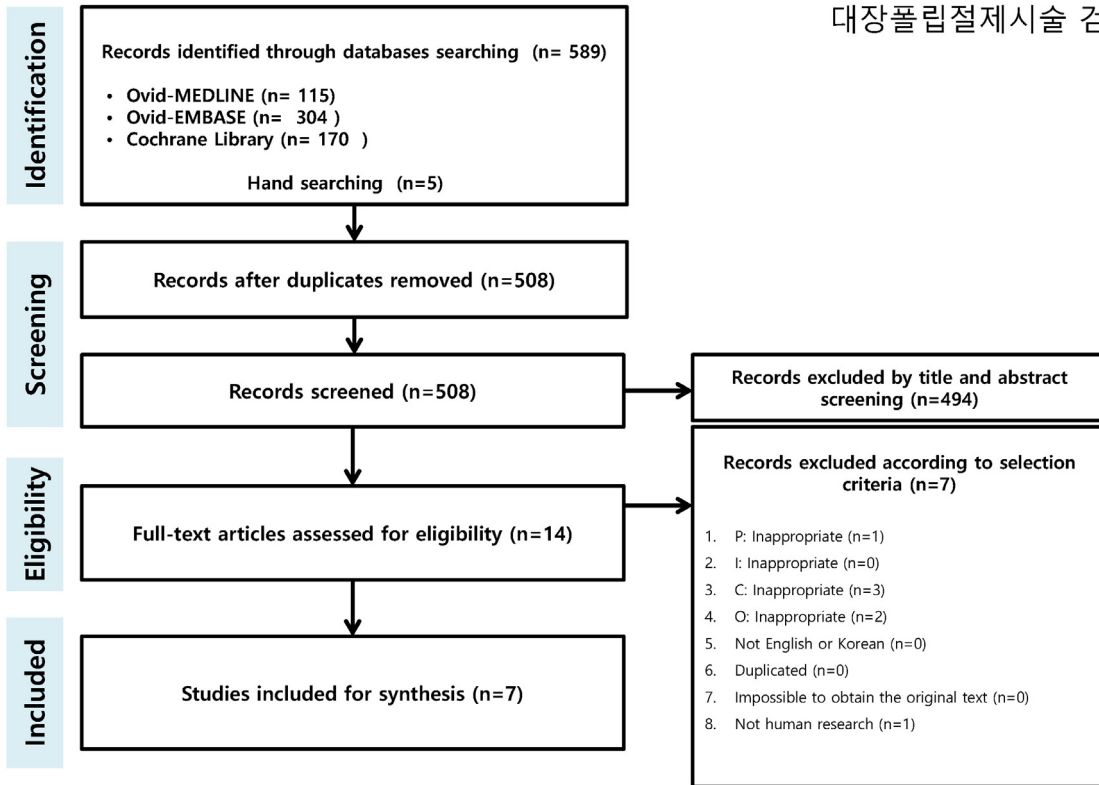 대장폴립절제시술 검
Identification
Records identified through databases searching (n= 589)
• Ovid-MEDLINE (n= 115)
• Ovid-EMBASE (n= 304 )
• Cochrane Library (n= 170 )
Hand searching (n=5)
Screening
Records after duplicates removed (n=508)
Records screened (n=508)
Records excluded by title and abstract
screening (n=494)
Eligibility
Full-text articles assessed for eligibility (n=14)
Records excluded according to selection
criteria (n=7)
1. P: Inappropriate (n=1)
2. I: Inappropriate (n=0)
3. C: Inappropriate (n=3)
4. O: Inappropriate (n=2)
5. Not English or Korean (n=0)
6. Duplicated (n=0)
7. Impossible to obtain the original text (n=0)
8. Not human research (n=1)
Included
Studies included for synthesis (n=7)